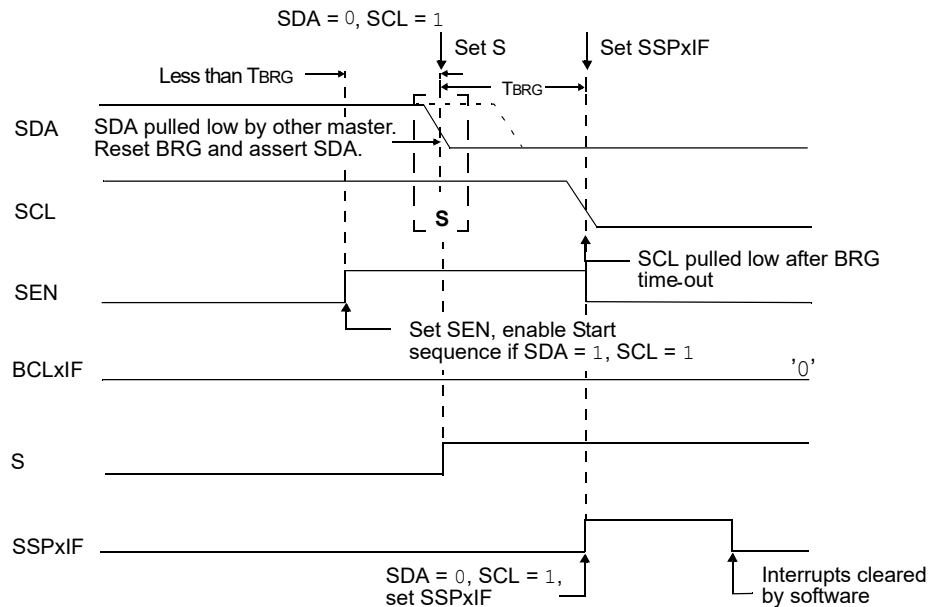 SDA = 0, SCL = 1
Set S
Set SSPxIF
Less than TBRG
TBRG
SDA
SDA pulled low by other master.
Reset BRG and assert SDA.
SCL
S
SCL pulled low after BRG
time-out
SEN
Set SEN, enable Start
sequence if SDA = 1, SCL = 1
BCLxIF
'0'
S
SSPxIF
SDA = 0, SCL = 1,
set SSPxIF
Interrupts cleared
by software